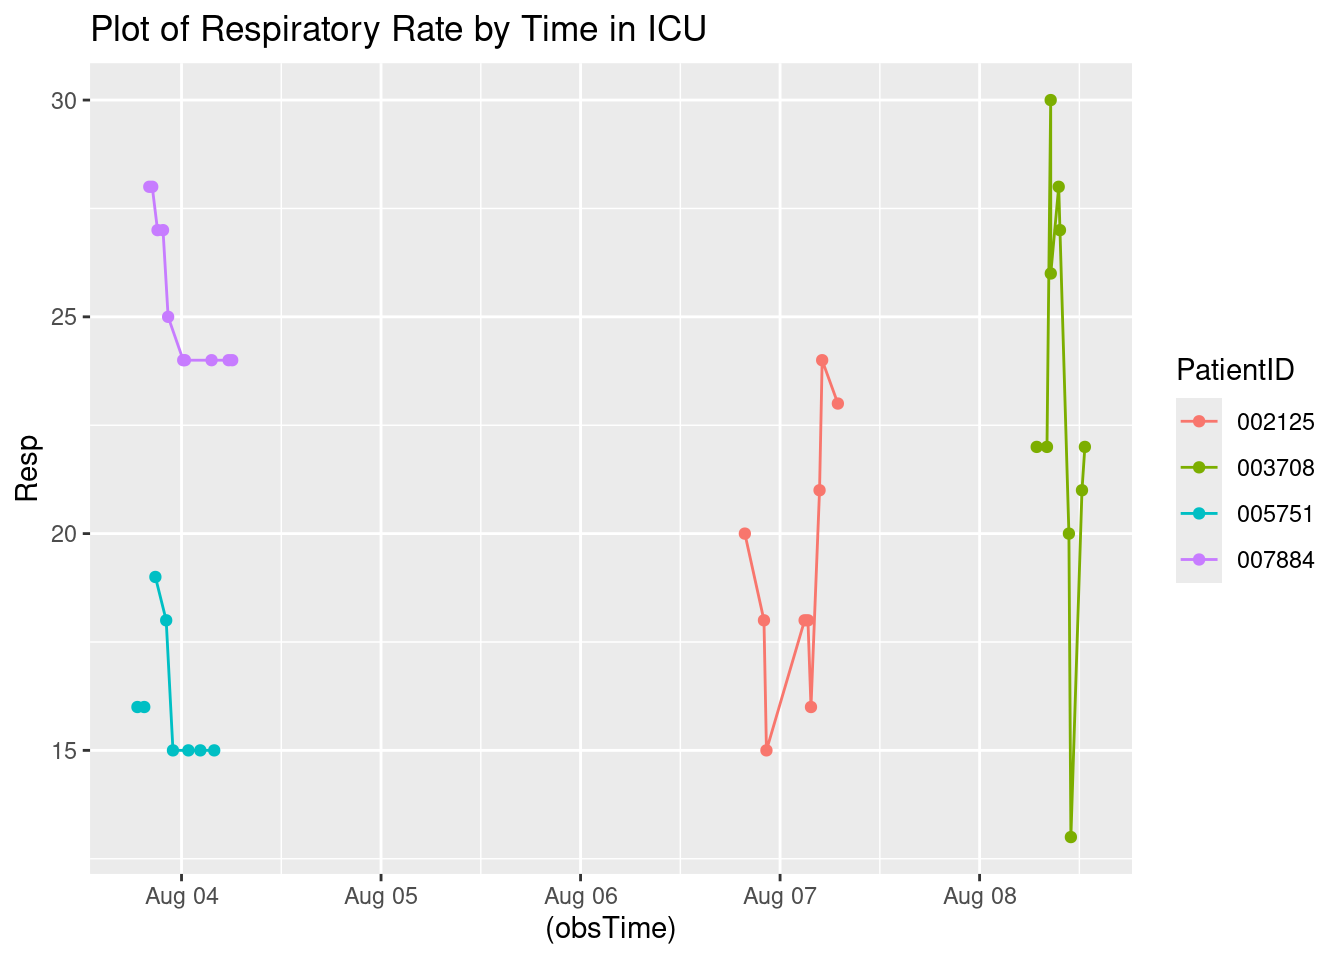 Plot of Respiratory Rate by Time in ICU
30
25
20
15
Resp
Aug 04
Aug 05
Aug 06
Aug 07
Aug 08
(obsTime)
PatientID
002125
003708
005751
007884